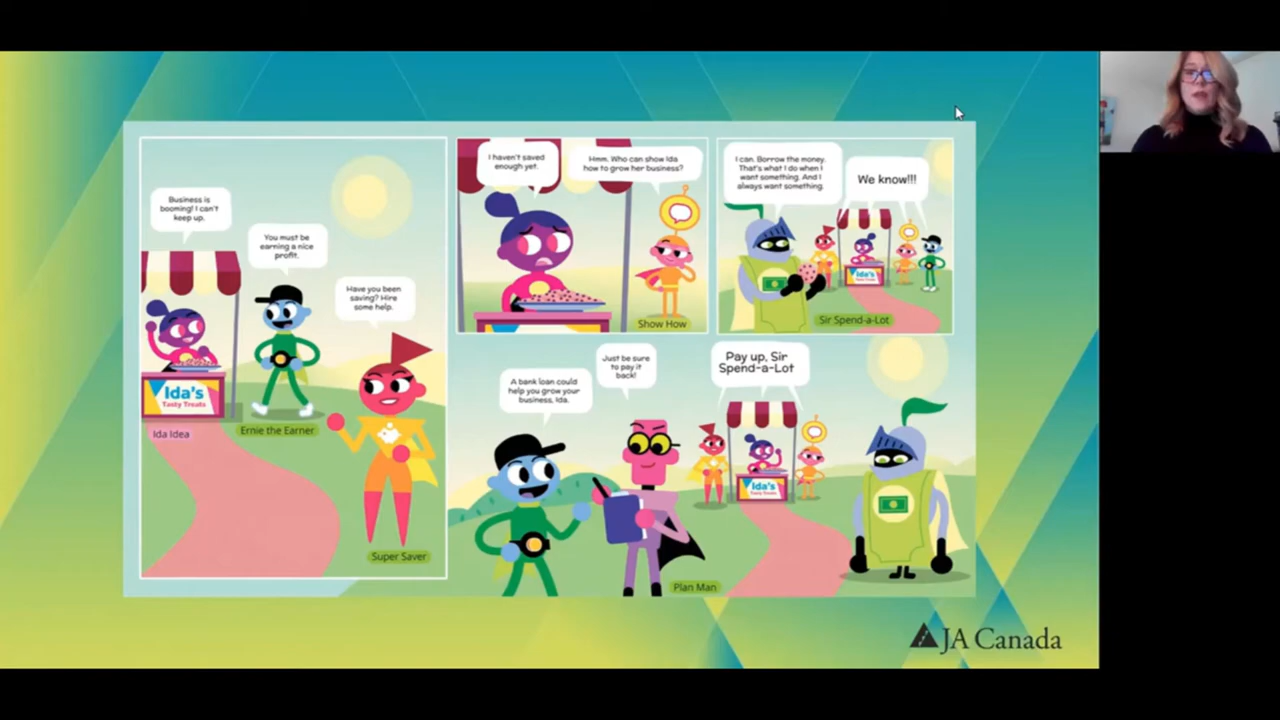 Business is
booming! I can't
keep up.
You must be
earning a nice
profit.
Have you been
saving? Hire
some help.
Ida's
Tasty Treats
Ida Idea
Ernie the Earner
Super Saver
I haven't saved
enough yet.
Hmm. Who can show Ida
how to grow her business?
Show How
I can. Borrow the money.
That's what I do when I
want something. And I
always want something.
We know!!!
Ida's
Tasty Treats
Sir Spend-a-Lot
A bank loan could
help you grow your
business, Ida.
Just be sure
to pay it
back!
Pay up, Sir
Spend-a-Lot
Ida's
Tasty Treats
Plan Man
JA Canada